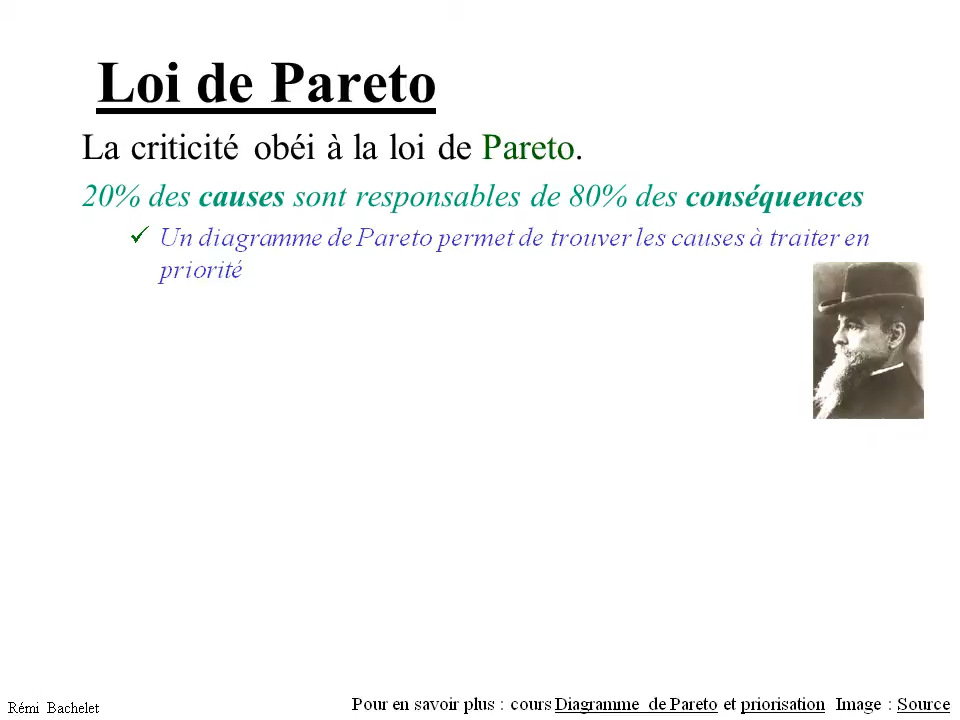 Loi de Pareto
La criticité obéi à la loi de Pareto.
20% des causes sont responsables de 80% des conséquences
✓ Un diagramme de Pareto permet de trouver les causes à traiter en
priorité
Rémi Bachelet
Pour en savoir plus : cours Diagramme de Pareto et priorisation Image : Source